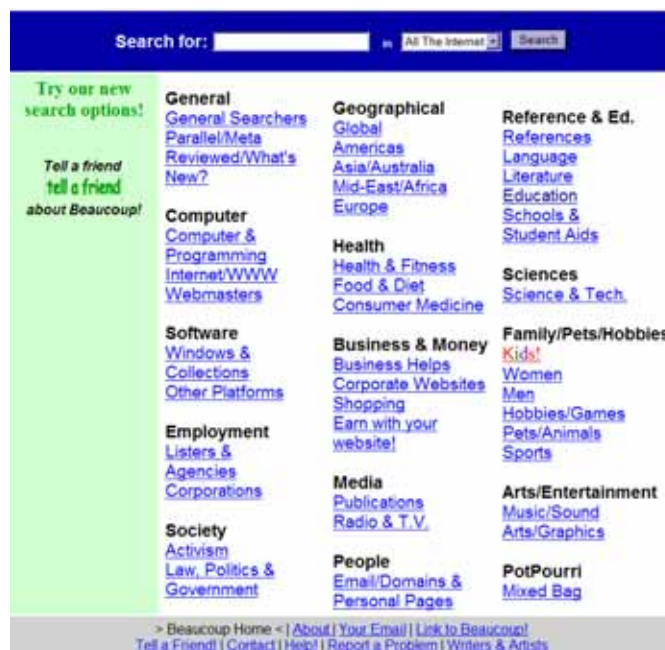 Search for: in All The Internet Search
Try our new
search options!
Tell a friend
tell a friend
about Beaucoup!
General
General Searchers
Parallel/Meta
Reviewed/What's
New?
Computer
Computer &
Programming
Internet/WWW
Webmasters
Software
Windows &
Collections
Other Platforms
Employment
Listers &
Agencies
Corporations
Society
Activism
Law, Politics &
Government
Geographical
Global
Americas
Asia/Australia
Mid-East/Africa
Europe
Health
Health & Fitness
Food & Diet
Consumer Medicine
Business & Money
Business Helps
Corporate Websites
Shopping
Earn with your
website!
Media
Publications
Radio & T.V.
People
Email/Domains &
Personal Pages
Reference & Ed.
References
Language
Literature
Education
Schools &
Student Aids
Sciences
Science & Tech.
Family/Pets/Hobbies
Kids!
Women
Men
Hobbies/Games
Pets/Animals
Sports
Arts/Entertainment
Music/Sound
Arts/Graphics
PotPourri
Mixed Bag
> Beaucoup Home < | About | Your Email | Link to Beaucoup!
Tell a Friend! | Contact | Help! | Report a Problem | Writers & Artists